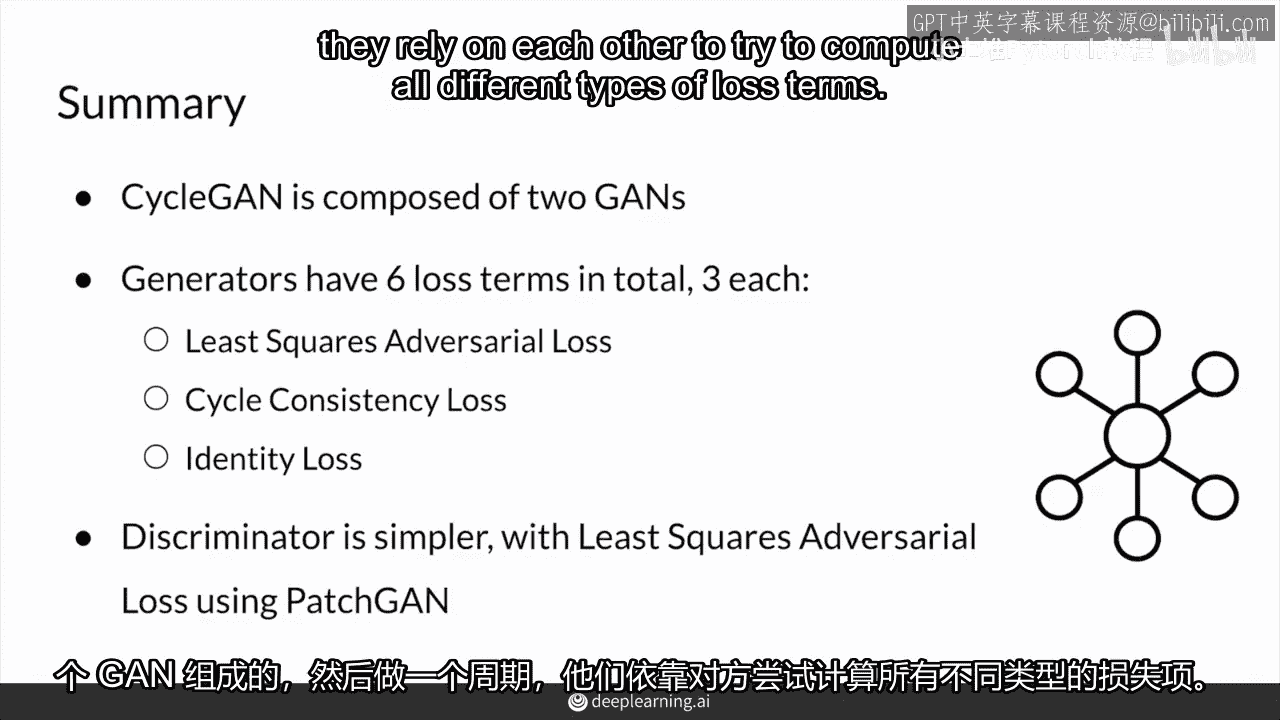 GPT中英字幕课程资源@bilibili.com
they rely on each other to try to compute
all different types of loss terms.
Summary
● CycleGAN is composed of two GANs
● Generators have 6 loss terms in total, 3 each:
○ Least Squares Adversarial Loss
○ Cycle Consistency Loss
○ Identity Loss
● Discriminator is simpler, with Least Squares Adversarial
Loss using PatchGAN
个 GAN 组成的，然后做一个周期，他们依靠对方尝试计算所有不同类型的损失项。
deeplearning.ai